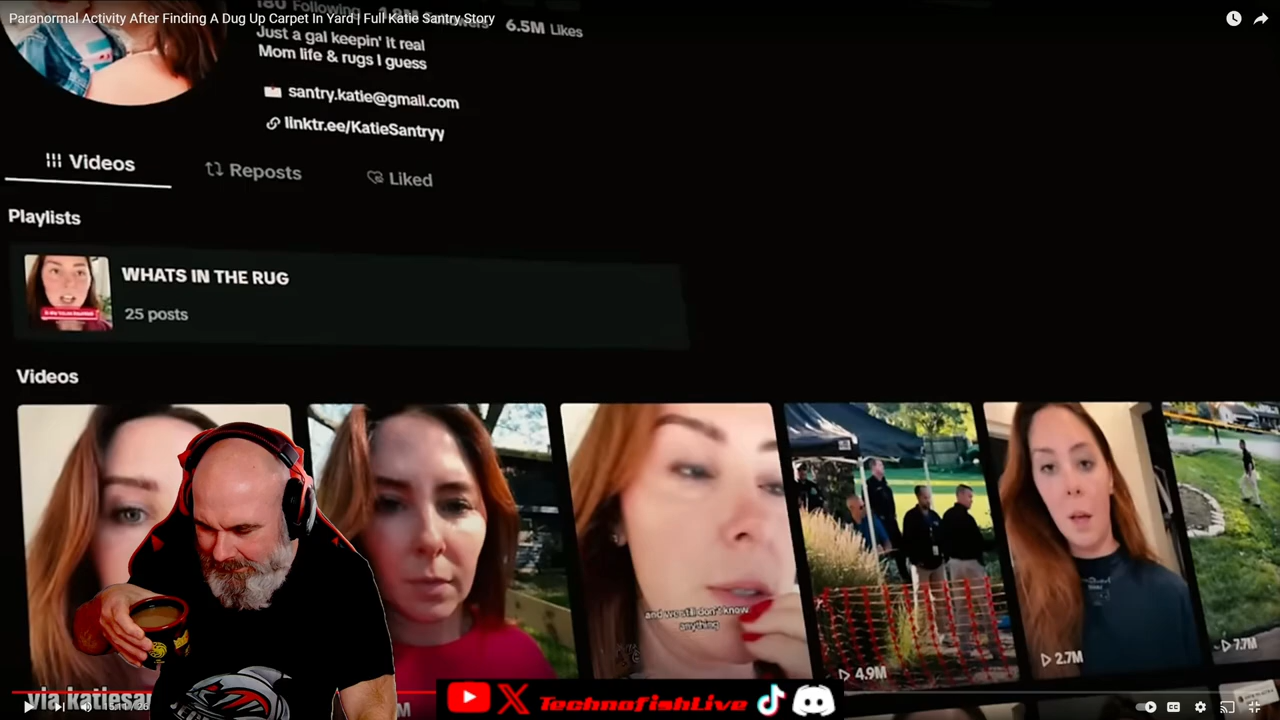 Paranormal Activity After Finding A Dug Up Carpet In Yard | Full Katie Santry Story
180 Following
6.5M Likes
Just a gal keepin' it real
Mom life & rugs I guess
santry.katie@gmail.com
linktr.ee/KatieSantryy
Videos
Reposts
Liked
Playlists
WHATS IN THE RUG
25 posts
Videos
and we still don't know
anything
4.9M
2.7M
7.7M
TechnofishLive